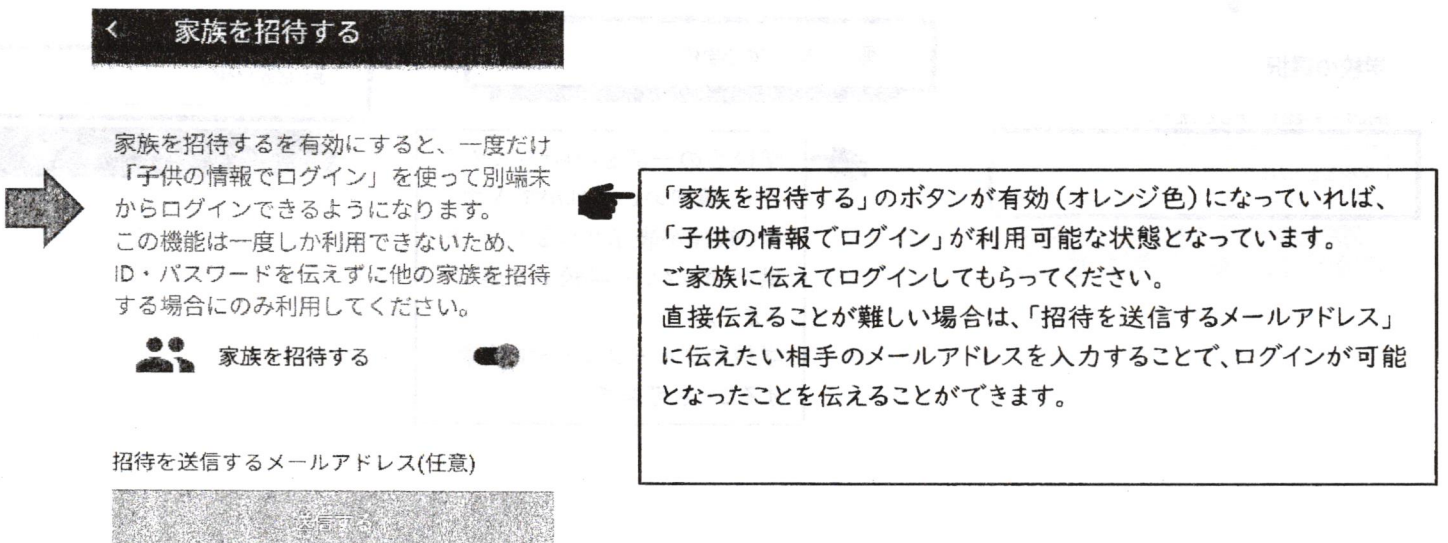 家族を招待する
家族を招待するを有効にすると、一度だけ
「子供の情報でログイン」を使って別端末
からログインできるようになります。
この機能は一度しか利用できないため、
ID・パスワードを伝えずに他の家族を招待
する場合にのみ利用してください。
家族を招待する
招待を送信するメールアドレス(任意)
送信する
「家族を招待する」のボタンが有効（オレンジ色）になっていれば、
「子供の情報でログイン」が利用可能な状態となっています。
ご家族に伝えてログインしてもらってください。
直接伝えることが難しい場合は、「招待を送信するメールアドレス」
に伝えたい相手のメールアドレスを入力することで、ログインが可能
となったことを伝えることができます。